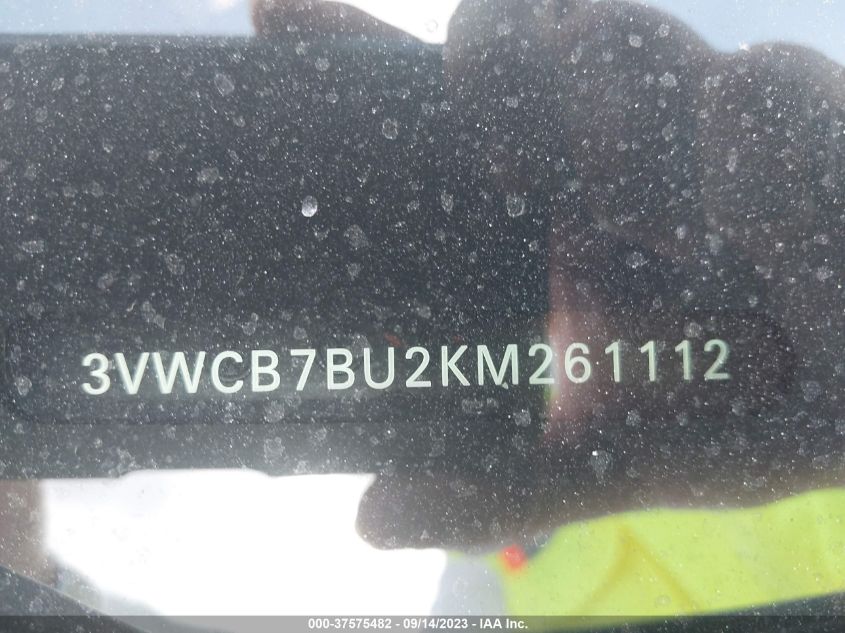 3VWCB7BU2KM261112
000-37575482 - 09/14/2023 - IAA Inc.